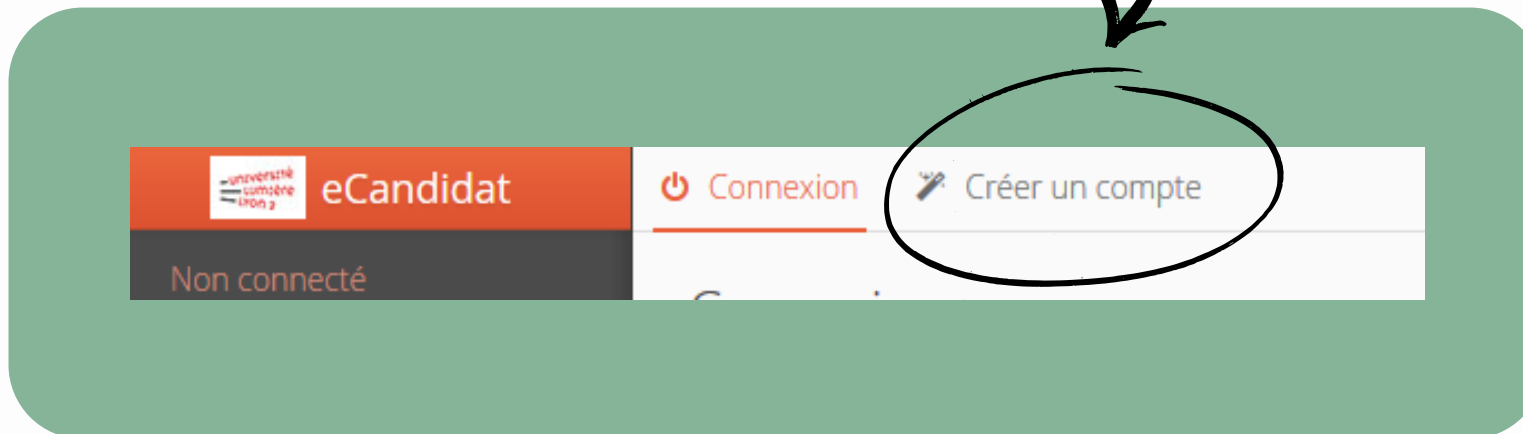 université
lumière
Lyon 2
eCandidat
Connexion
Créer un compte
Non connecté